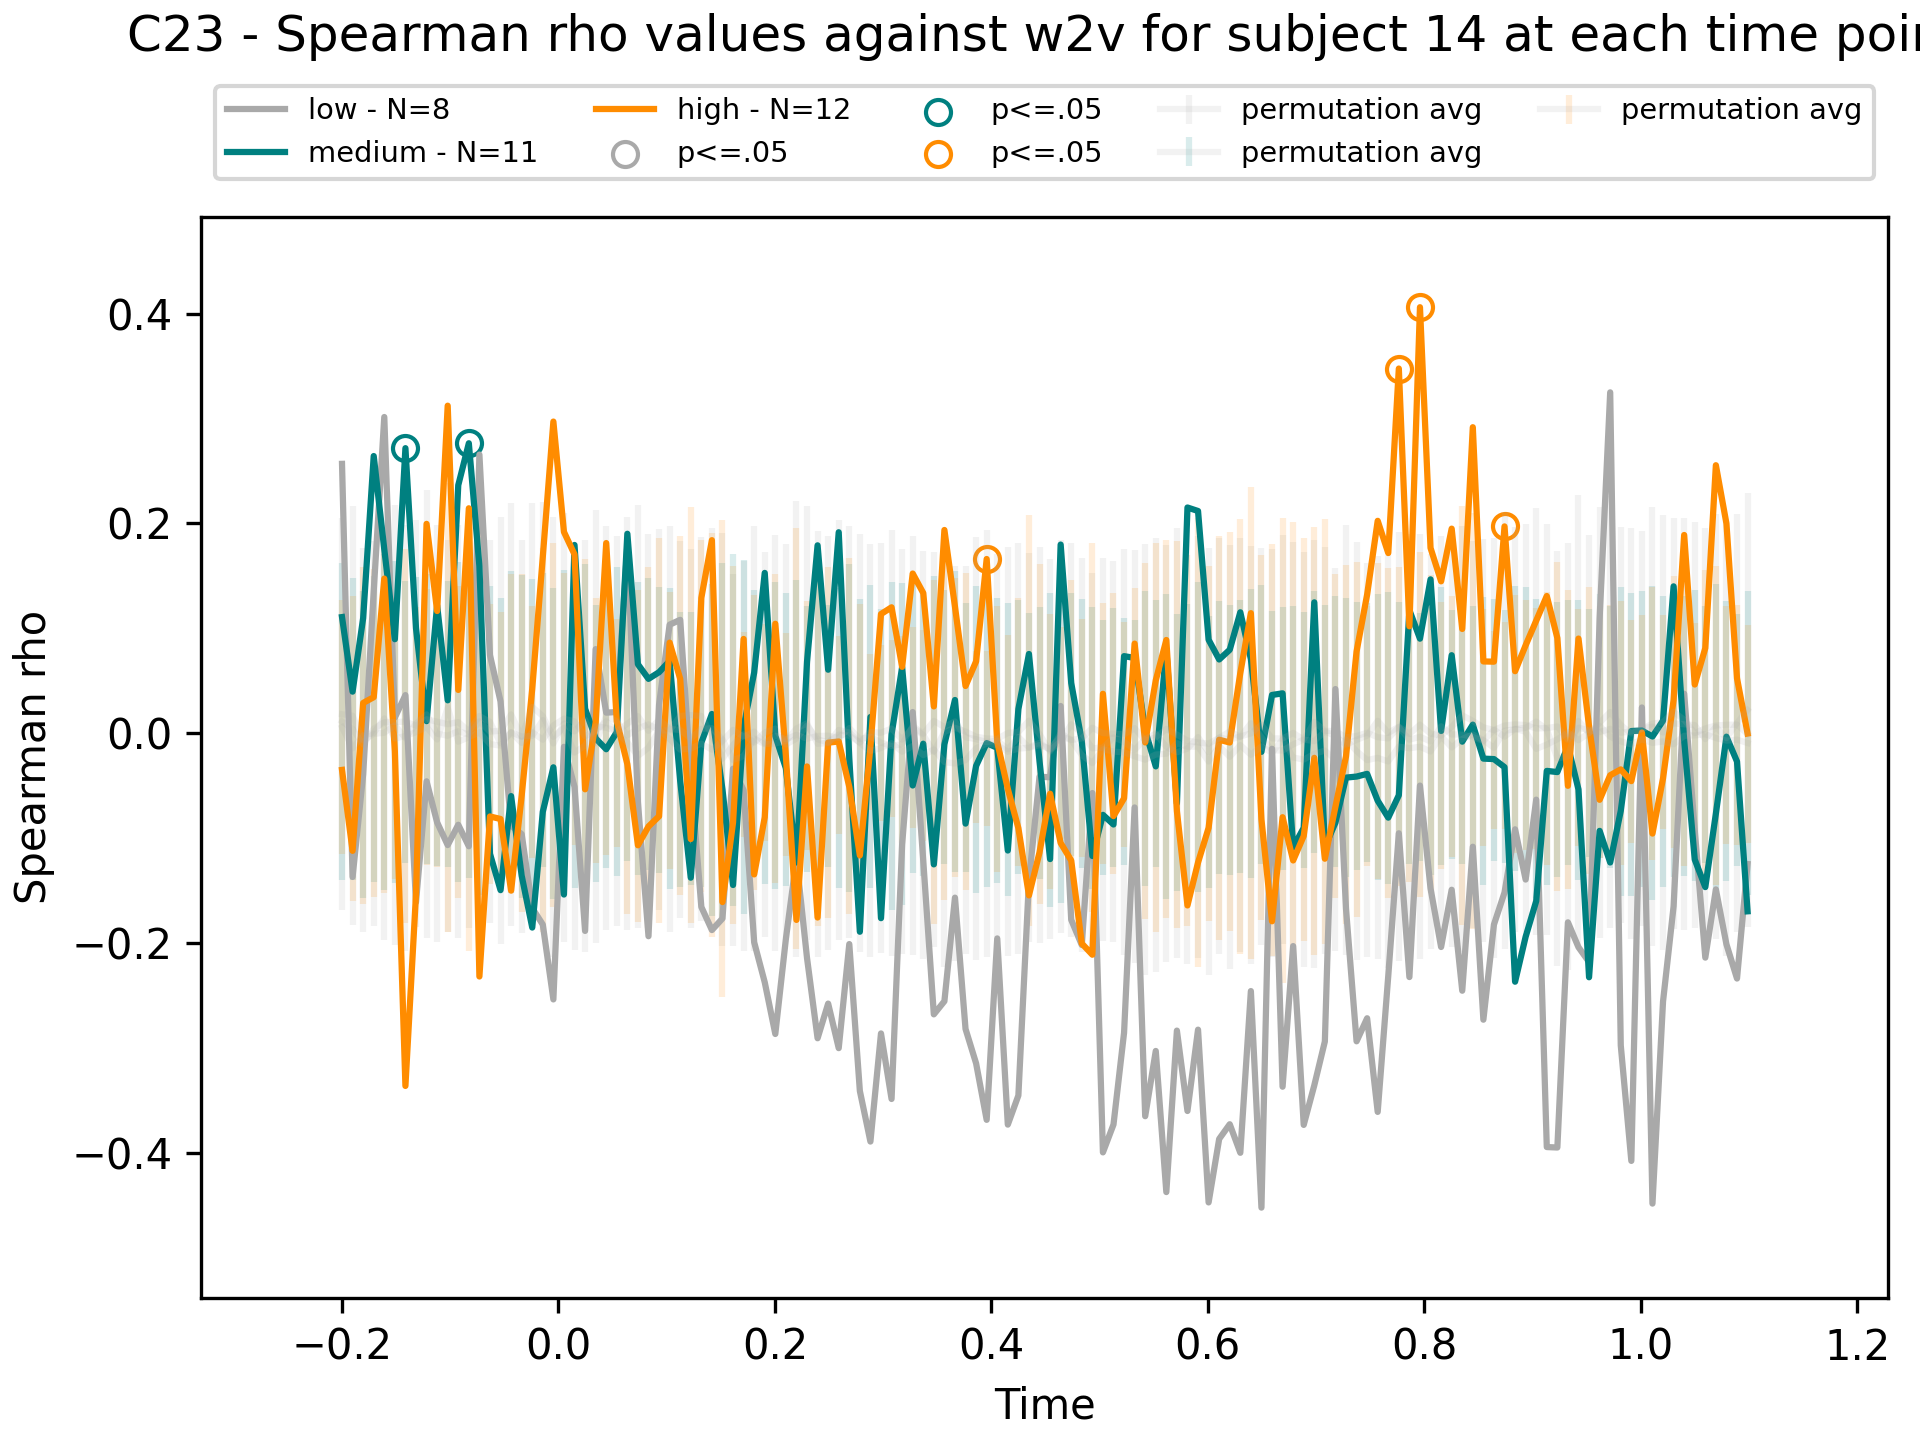 C23 - Spearman rho values against w2v for subject 14 at each time poin
low - N=8
medium - N=11
high - N=12
p<=.05
p<=.05
p<=.05
permutation avg
permutation avg
permutation avg
Spearman rho
0.4
0.2
0.0
−0.2
−0.4
−0.2 0.0 0.2 0.4 0.6 0.8 1.0 1.2
Time